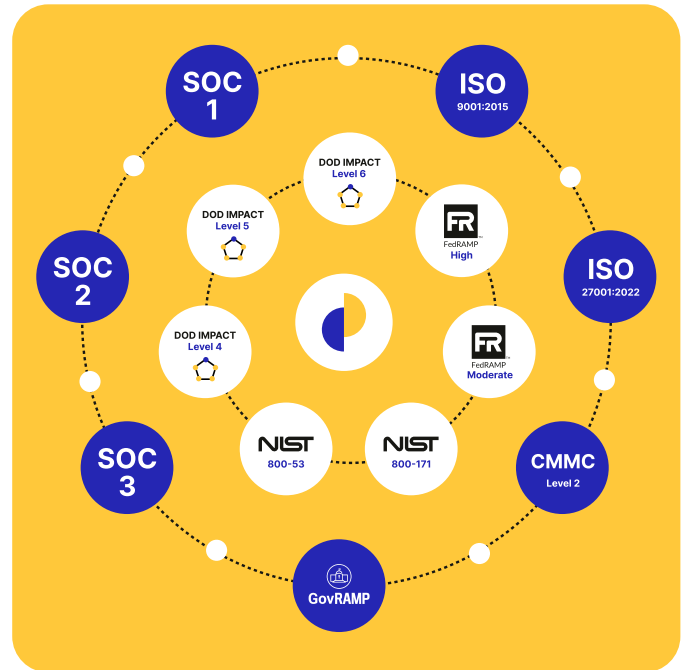 SOC
1
ISO
9001:2015
DOD IMPACT
Level 6
DOD IMPACT
Level 5
FR
FedRAMP
High
SOC
2
ISO
27001:2022
DOD IMPACT
Level 4
FR
FedRAMP
Moderate
NIST
800-53
NIST
800-171
SOC
3
CMMC
Level 2
GovRAMP